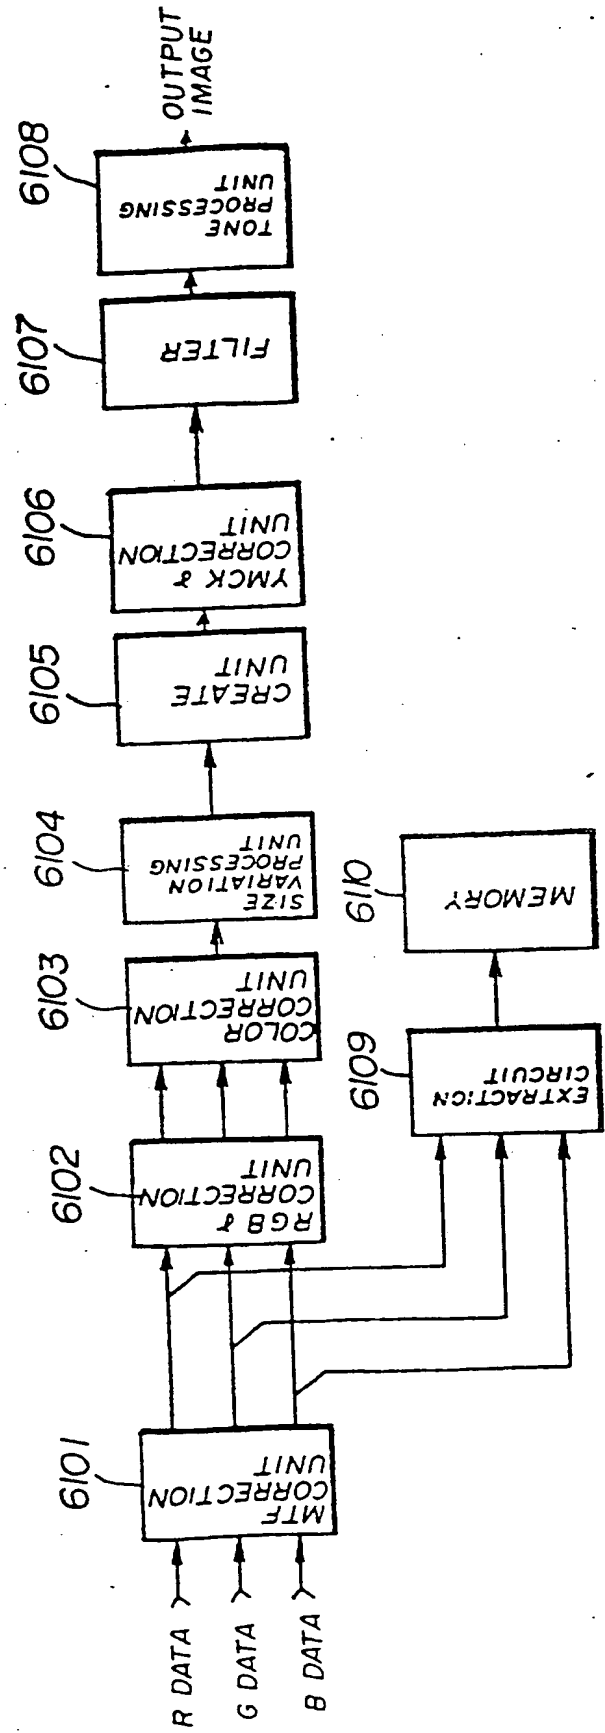 R DATA
G DATA
B DATA
6101
MTF
CORRECTION
UNIT
6102
RGB γ
CORRECTION
UNIT
6103
COLOR
CORRECTION
UNIT
6104
SIZE
VARIATION
PROCESSING
UNIT
6105
CREATE
UNIT
6106
YMCK γ
CORRECTION
UNIT
6107
FILTER
6108
TONE
PROCESSING
UNIT
OUTPUT
IMAGE
6109
EXTRACTION
CIRCUIT
6110
MEMORY